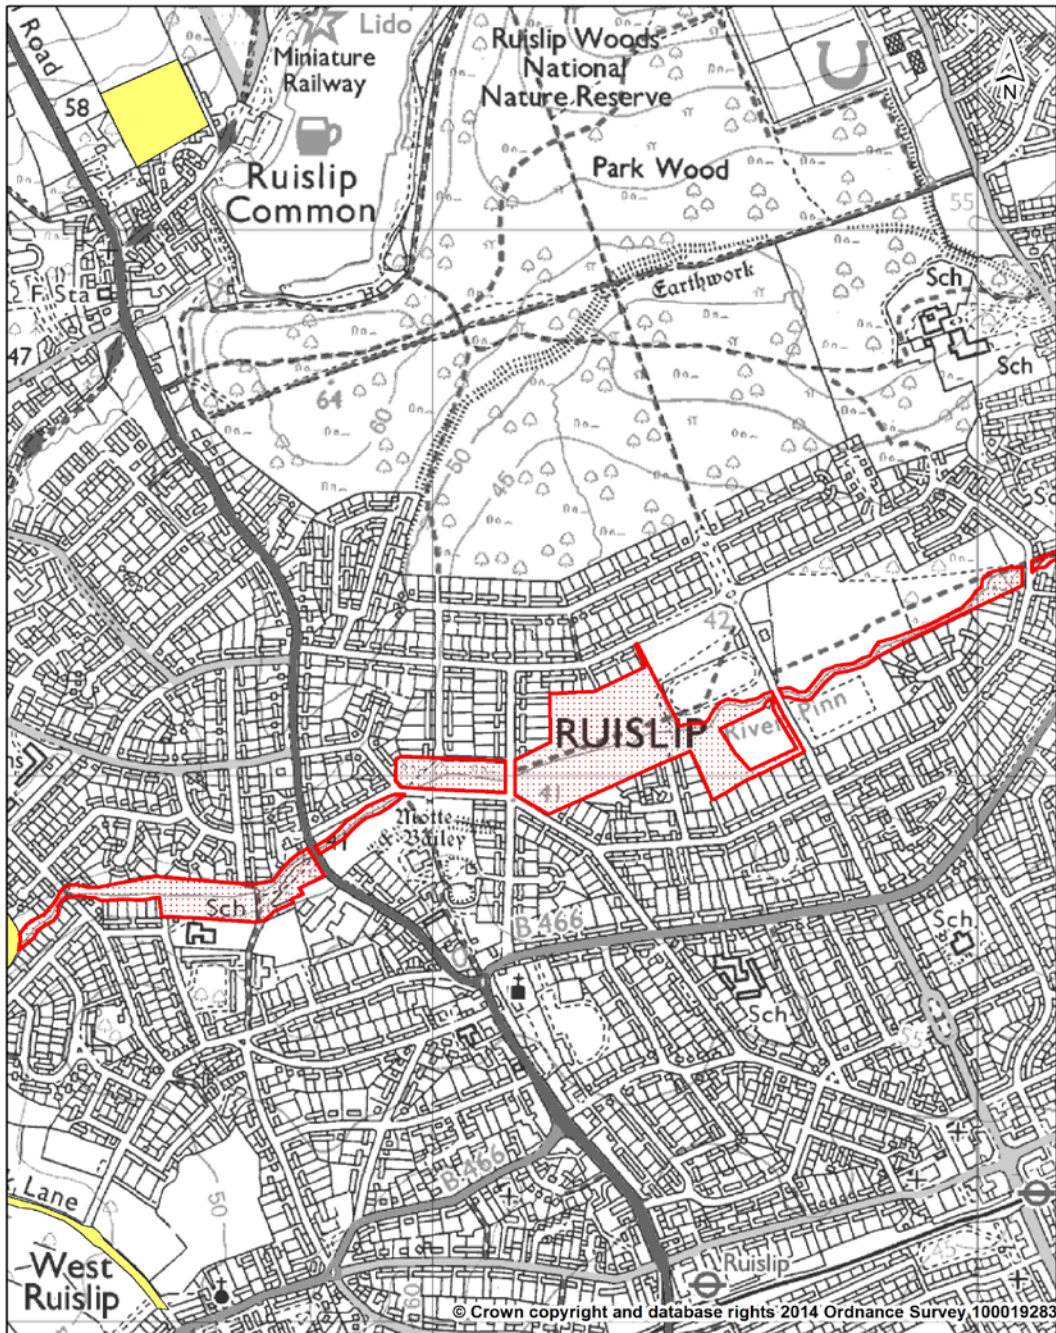 Road
Lido
Miniature
Railway
58
Ruislip Woods
National
Nature Reserve
Park Wood
Ruislip
Common
55
Earthwork
F Sta
Sch
47
Sch
64
60
50
45
42
RUISLIP
River Pinn
41
Motte
& Bailey
Sch
B 466
Sch
Sch
55
B 466
Lane
50
West
Ruislip
60
Ruislip
© Crown copyright and database rights 2014 Ordnance Survey 100019283
N